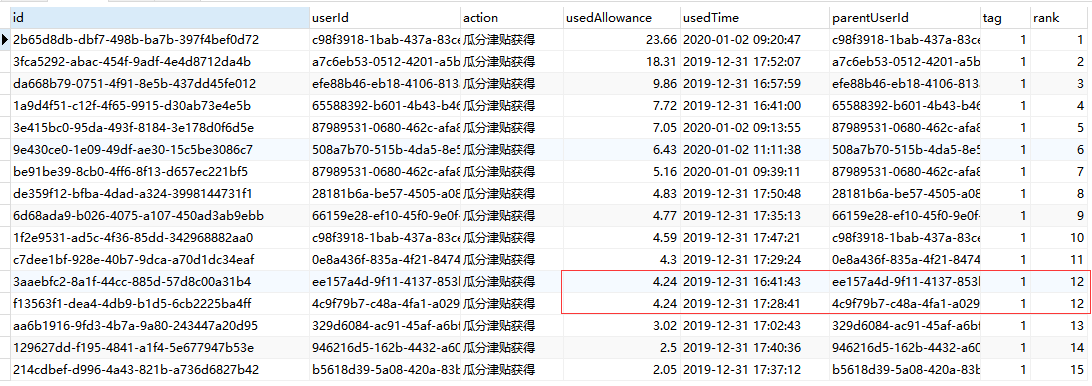 id userId action usedAllowance usedTime parentUserId tag rank
2b65d8db-dbf7-498b-ba7b-397f4bef0d72 c98f3918-1bab-437a-83ce 瓜分津贴获得 23.66 2020-01-02 09:20:47 c98f3918-1bab-437a-83ce 1 1
3fca5292-abac-454f-9adf-4e4d8712da4b a7c6eb53-0512-4201-a5b 瓜分津贴获得 18.31 2019-12-31 17:52:07 a7c6eb53-0512-4201-a5b 1 2
da668b79-0751-4f91-8e5b-437dd45fe012 efe88b46-eb18-4106-813 瓜分津贴获得 9.86 2019-12-31 16:57:59 efe88b46-eb18-4106-813 1 3
1a9d4f51-c12f-4f65-9915-d30ab73e4e5b 65588392-b601-4b43-b46 瓜分津贴获得 7.72 2019-12-31 16:41:00 65588392-b601-4b43-b4 1 4
3e415bc0-95da-493f-8184-3e178d0f6d5e 87989531-0680-462c-afa8 瓜分津贴获得 7.05 2020-01-02 09:13:55 87989531-0680-462c-afa8 1 5
9e430ce0-1e09-49df-ae30-15c5be3086c7 508a7b70-515b-4da5-8e5 瓜分津贴获得 6.43 2020-01-02 11:11:38 508a7b70-515b-4da5-8e5 1 6
be91be39-8cb0-4ff6-8f13-d657ec221bf5 87989531-0680-462c-afa8 瓜分津贴获得 5.16 2020-01-01 09:39:11 87989531-0680-462c-afa8 1 7
de359f12-bfba-4dad-a324-3998144731f1 28181b6a-be57-4505-a08 瓜分津贴获得 4.83 2019-12-31 17:50:48 28181b6a-be57-4505-a08 1 8
6d68ada9-b026-4075-a107-450ad3ab9ebb 66159e28-ef10-45f0-9e0f- 瓜分津贴获得 4.77 2019-12-31 17:35:13 66159e28-ef10-45f0-9e0f- 1 9
1f2e9531-ad5c-4f36-85dd-342968882aa0 c98f3918-1bab-437a-83ce 瓜分津贴获得 4.59 2019-12-31 17:47:21 c98f3918-1bab-437a-83ce 1 10
c7dee1bf-928e-40b7-9dca-a70d1dc34eaf 0e8a436f-835a-4f21-8474 瓜分津贴获得 4.3 2019-12-31 17:29:24 0e8a436f-835a-4f21-8474 1 11
3aaebfc2-8a1f-44cc-885d-57d8c00a31b4 ee157a4d-9f11-4137-853 瓜分津贴获得 4.24 2019-12-31 16:41:43 ee157a4d-9f11-4137-853 1 12
f13563f1-dea4-4db9-b1d5-6cb2225ba4ff 4c9f79b7-c48a-4fa1-a029 瓜分津贴获得 4.24 2019-12-31 17:28:41 4c9f79b7-c48a-4fa1-a029 1 12
aa6b1916-9fd3-4b7a-9a80-243447a20d95 329d6084-ac91-45af-a6bf 瓜分津贴获得 3.02 2019-12-31 17:02:43 329d6084-ac91-45af-a6bf 1 13
129627dd-f195-4841-a1f4-5e677947b53e 946216d5-162b-4432-a60 瓜分津贴获得 2.5 2019-12-31 17:40:36 946216d5-162b-4432-a60 1 14
214cdbef-d996-4a43-821b-a736d6827b42 b5618d39-5a08-420a-83b 瓜分津贴获得 2.05 2019-12-31 17:37:12 b5618d39-5a08-420a-83b 1 15